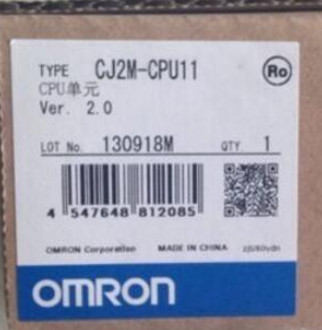 TYPE CJ2M-CPU11 Ro
CPU单元
Ver. 2.0
LOT No. 130918M QTY. 1
4 547648 812085
OMRON Corporation MADE IN CHINA
OMRON